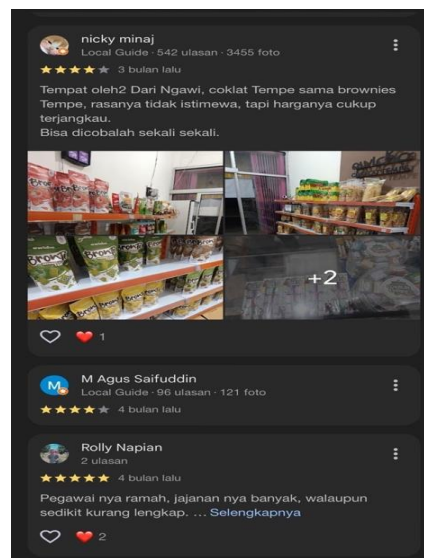 nicky minaj
Local Guide · 542 ulasan · 3455 foto
3 bulan lalu
Tempat oleh2 Dari Ngawi, coklat Tempe sama brownies
Tempe, rasanya tidak istimewa, tapi harganya cukup
terjangkau.
Bisa dicobalah sekali sekali.
+2
1
M
M Agus Saifuddin
Local Guide · 96 ulasan · 121 foto
4 bulan lalu
Rolly Napian
2 ulasan
4 bulan lalu
Pegawai nya ramah, jajanan nya banyak, walaupun
sedikit kurang lengkap. ... Selengkapnya
2